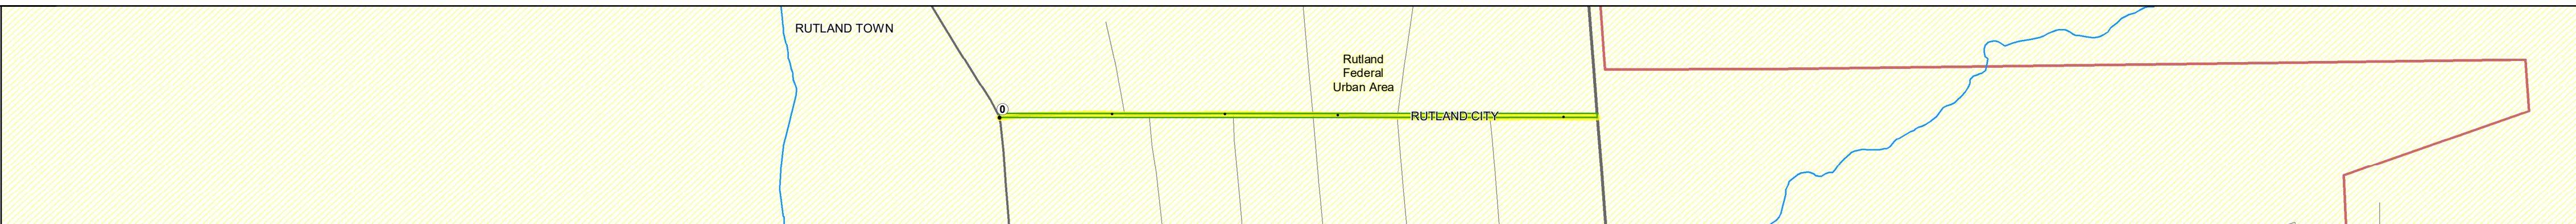 RUTLAND TOWN
Rutland
Federal
Urban Area
0
RUTLAND CITY